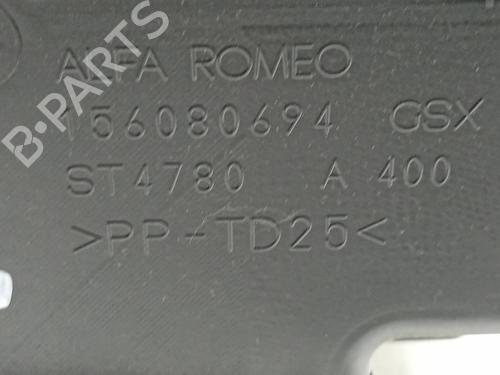 ALFA ROMEO
156080694 GSX
ST4780 A 400
>PP-TD25<
B-PARTS